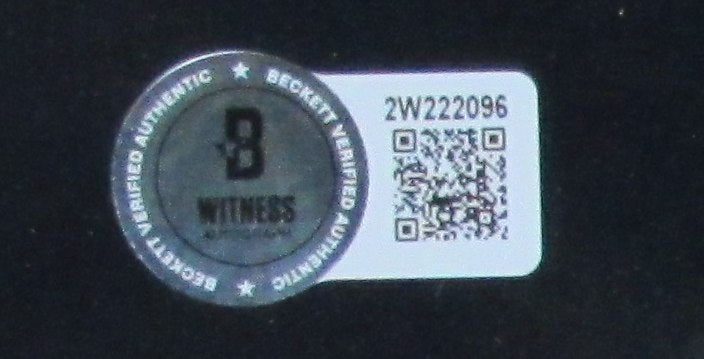 BECKETT VERIFIED AUTHENTIC ★ BECKETT VERIFIED AUTHENTIC ★
B
WITNESS
2W222096